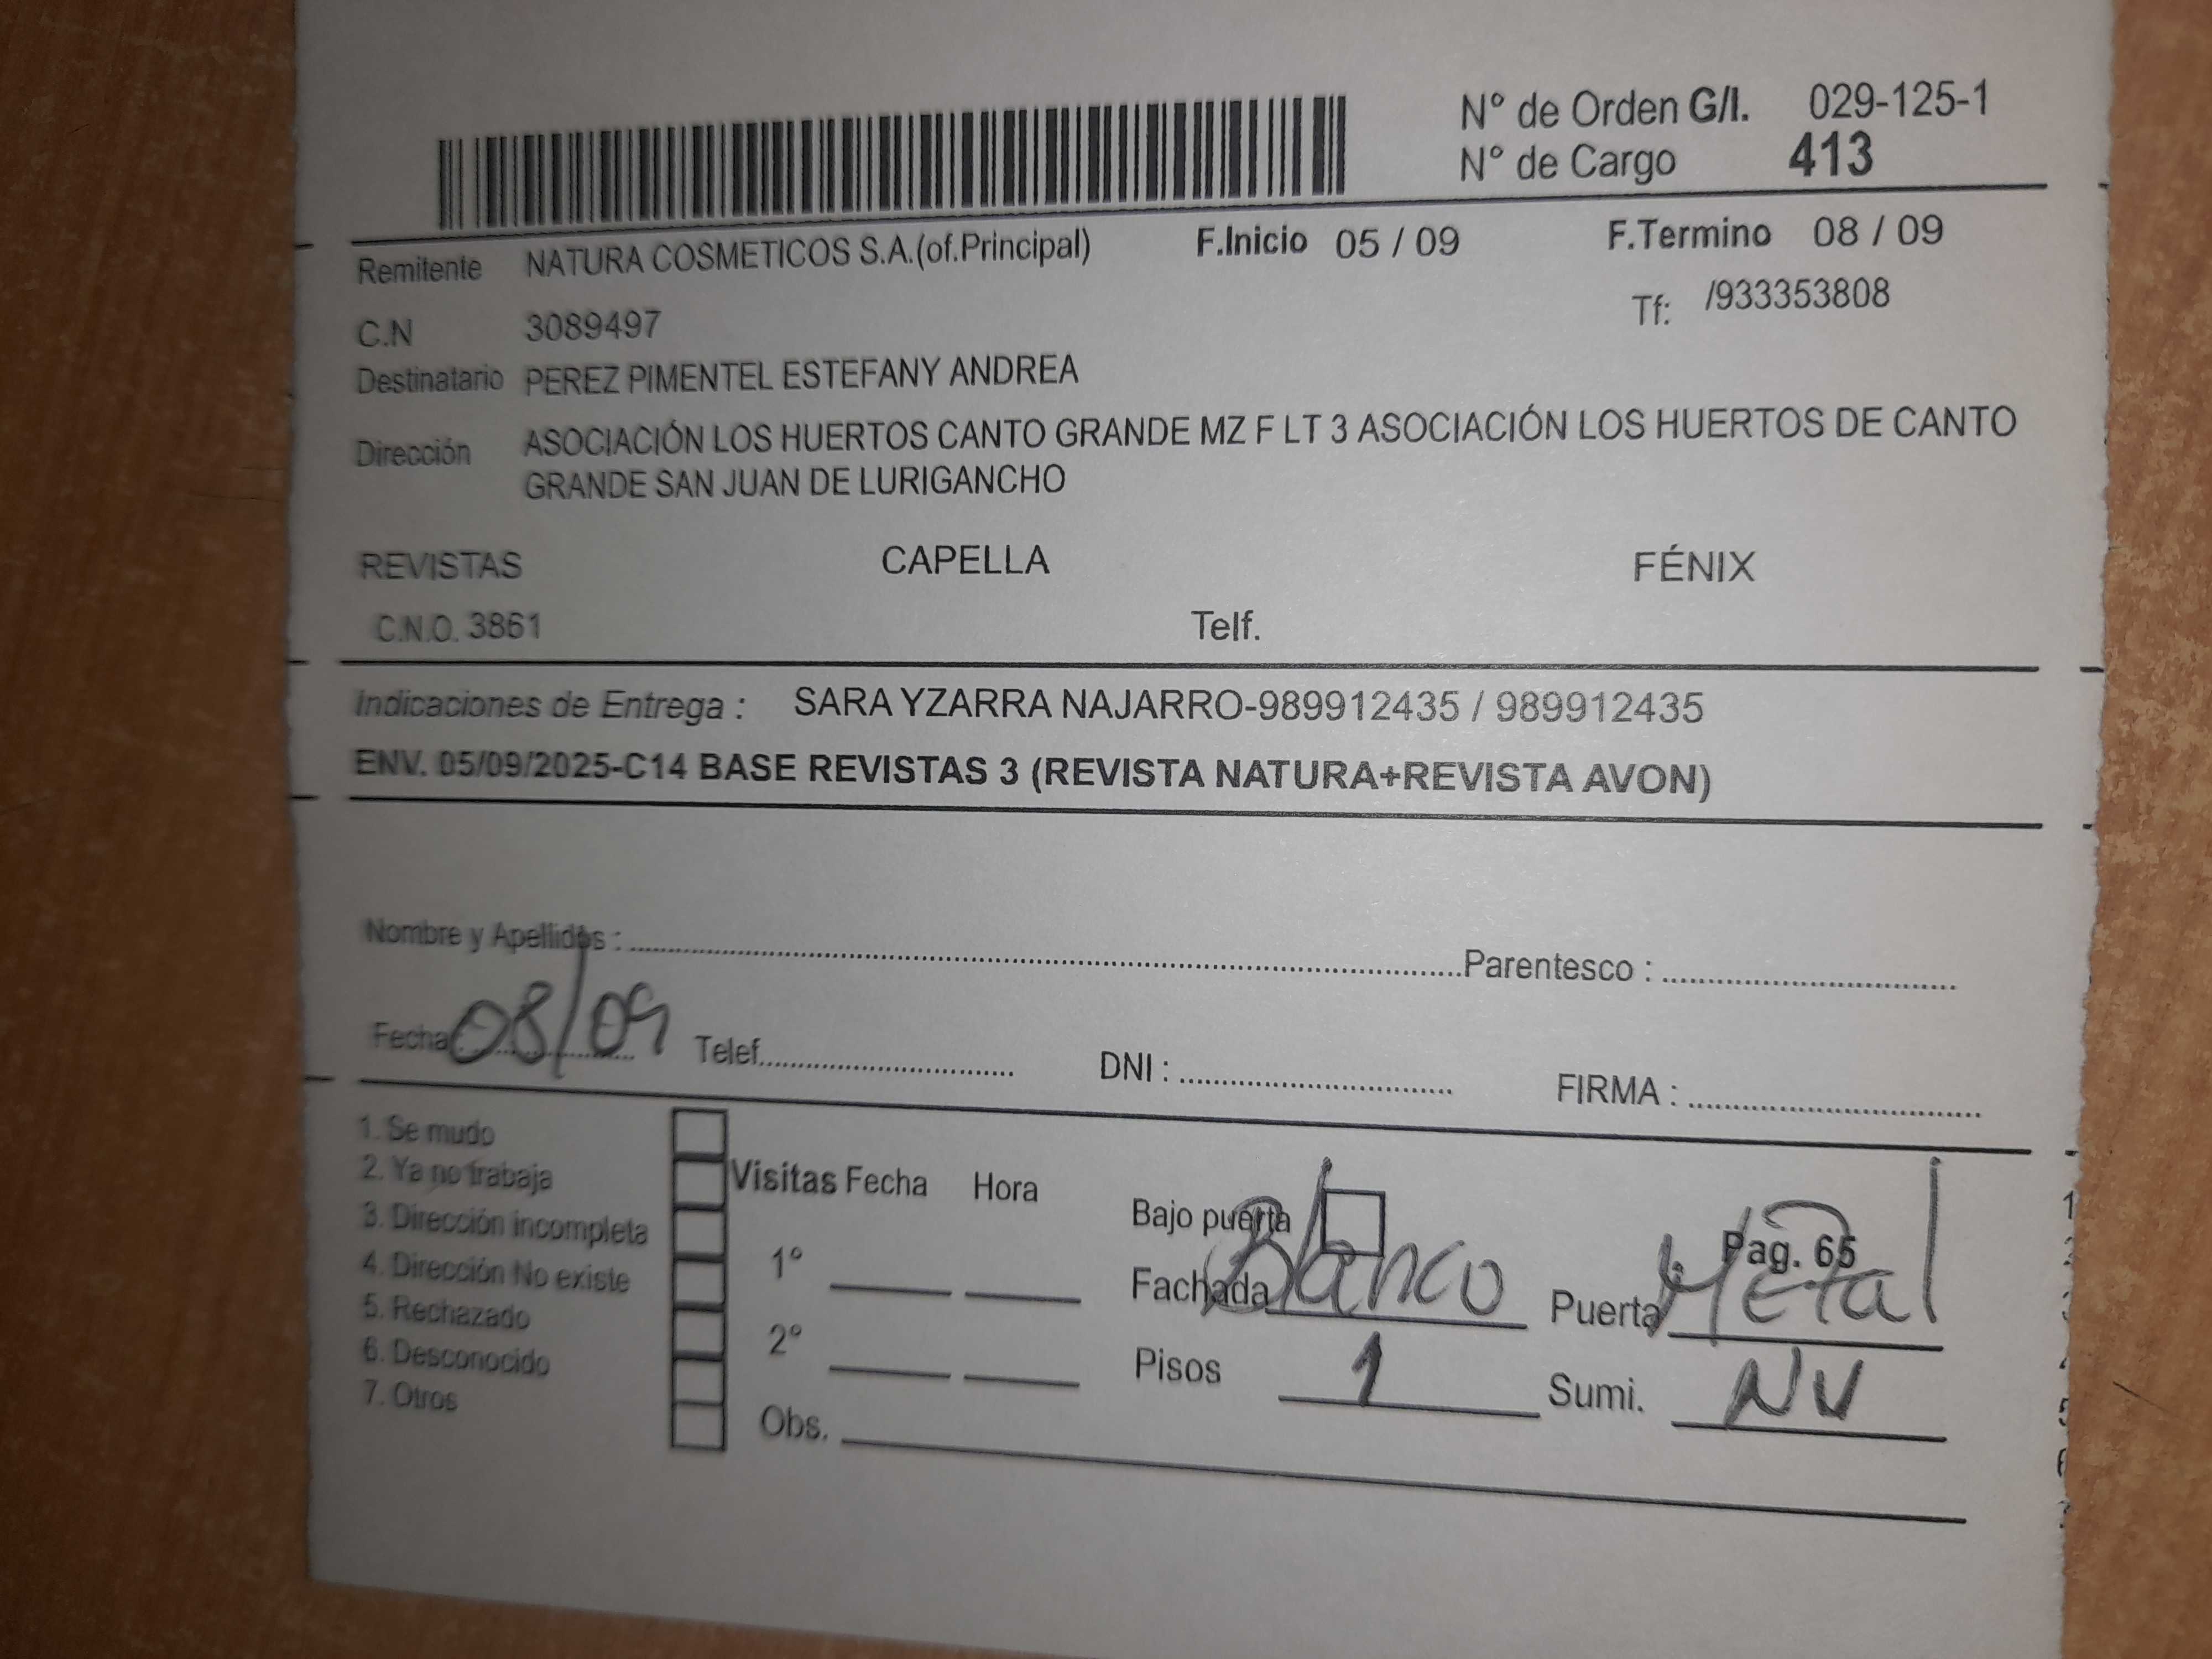 N° de Orden G/I. 029-125-1
N° de Cargo 413
Remitente NATURA COSMETICOS S.A.(of.Principal) F.Inicio 05 / 09 F.Termino 08 / 09
C.N 3089497 Tf: /933353808
Destinatario PEREZ PIMENTEL ESTEFANY ANDREA
Dirección ASOCIACIÓN LOS HUERTOS CANTO GRANDE MZ F LT 3 ASOCIACIÓN LOS HUERTOS DE CANTO
GRANDE SAN JUAN DE LURIGANCHO
REVISTAS CAPELLA FÉNIX
C.N.O. 3861 Telf.
Indicaciones de Entrega : SARA YZARRA NAJARRO-989912435 / 989912435
ENV. 05/09/2025-C14 BASE REVISTAS 3 (REVISTA NATURA+REVISTA AVON)
Nombre y Apellidos : Parentesco :
Fecha: 08/09 Telef. DNI : FIRMA :
1. Se mudo
2. Ya no trabaja Visitas Fecha Hora
3. Dirección incompleta Bajo puerta Pag. 65
4. Dirección No existe 1° Fachada Blanco Puerta Metal
5. Rechazado
6. Desconocido 2° Pisos 1 Sumi. NV
7. Otros
Obs.